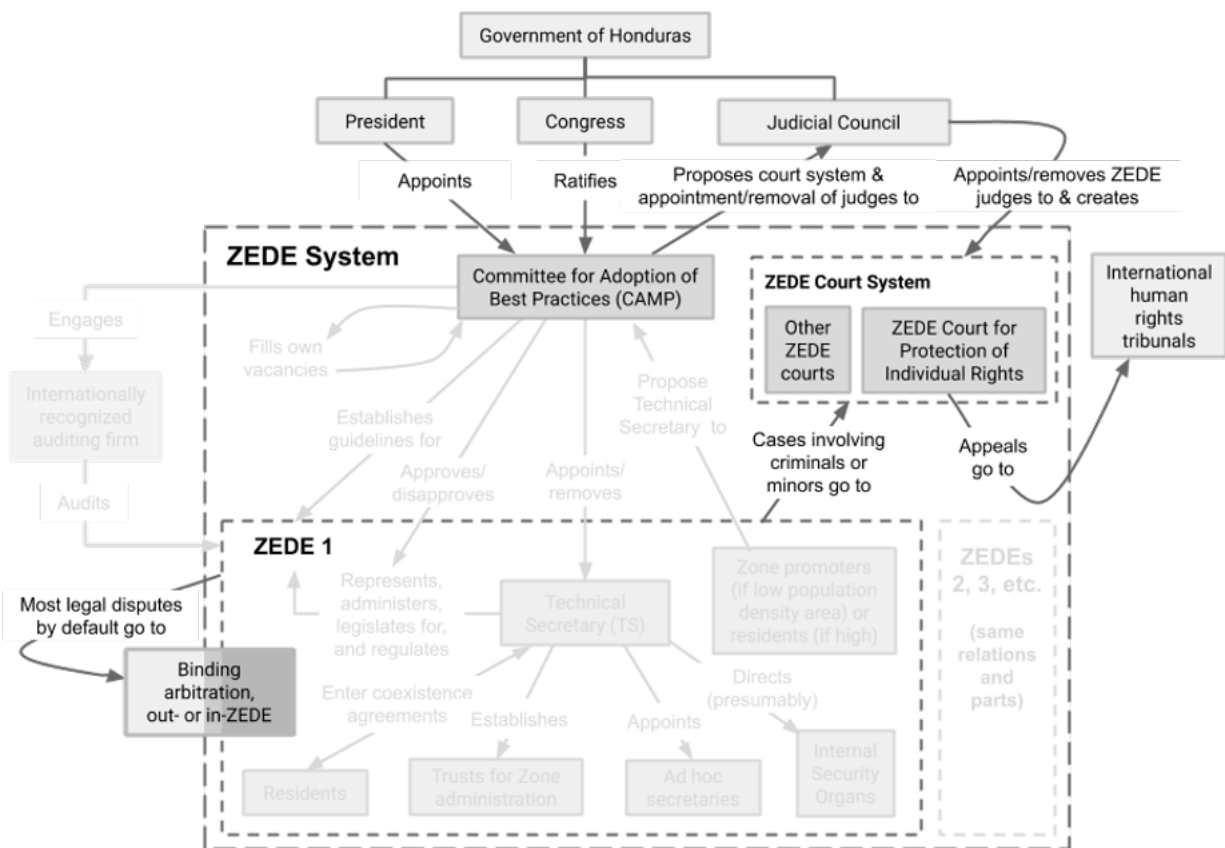 Government of Honduras
President
Congress
Judicial Council
Appoints
Ratifies
Proposes court system &
appointment/removal of judges to
Appoints/removes ZEDE
judges to & creates
ZEDE System
Committee for Adoption of
Best Practices (CAMP)
ZEDE Court System
Other
ZEDE
courts
ZEDE Court for
Protection of
Individual Rights
International
human
rights
tribunals
Engages
Fills own
vacancies
Internationally
recognized
auditing firm
Audits
Establishes
guidelines for
Approves/
disapproves
Appoints/
removes
Propose
Technical
Secretary to
Cases involving
criminals or
minors go to
Appeals
go to
ZEDE 1
Most legal disputes
by default go to
Binding
arbitration,
out- or in-ZEDE
Represents,
administers,
legislates for,
and regulates
Technical
Secretary (TS)
Zone promoters
(if low population
density area) or
residents (if high)
ZEDEs
2, 3, etc.
(same
relations
and
parts)
Enter coexistence
agreements
Establishes
Appoints
Directs
(presumably)
Residents
Trusts for Zone
administration
Ad hoc
secretaries
Internal
Security
Organs